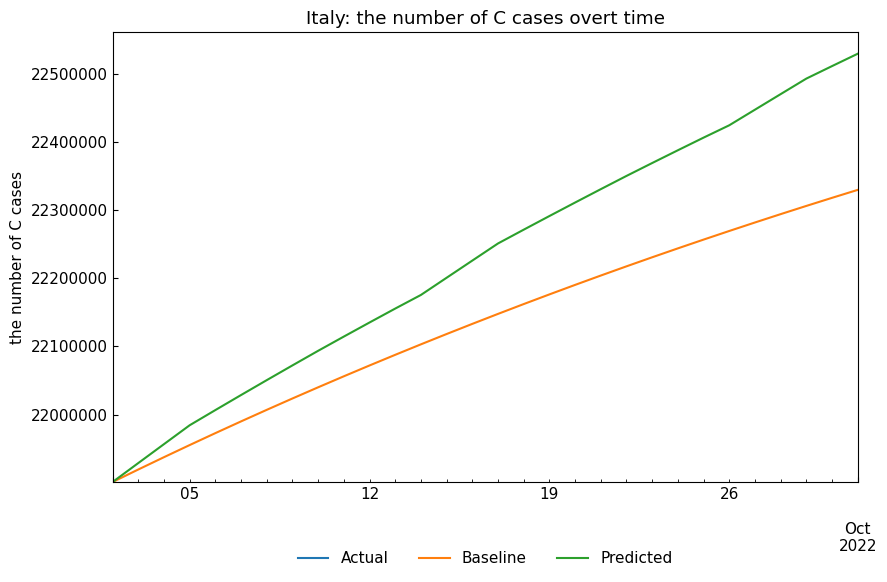 Italy: the number of C cases overt time
the number of C cases
22500000
22400000
22300000
22200000
22100000
22000000
05 12 19 26
Oct
2022
Actual Baseline Predicted